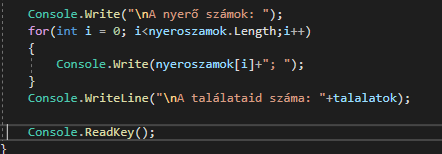 Console.Write("\nA nyerő számok: ");
for(int i = 0; i<nyeroszamok.Length;i++)
{
Console.Write(nyeroszamok[i]+"; ");
}
Console.WriteLine("\nA találataid száma: "+talalatok);
Console.ReadKey();
}